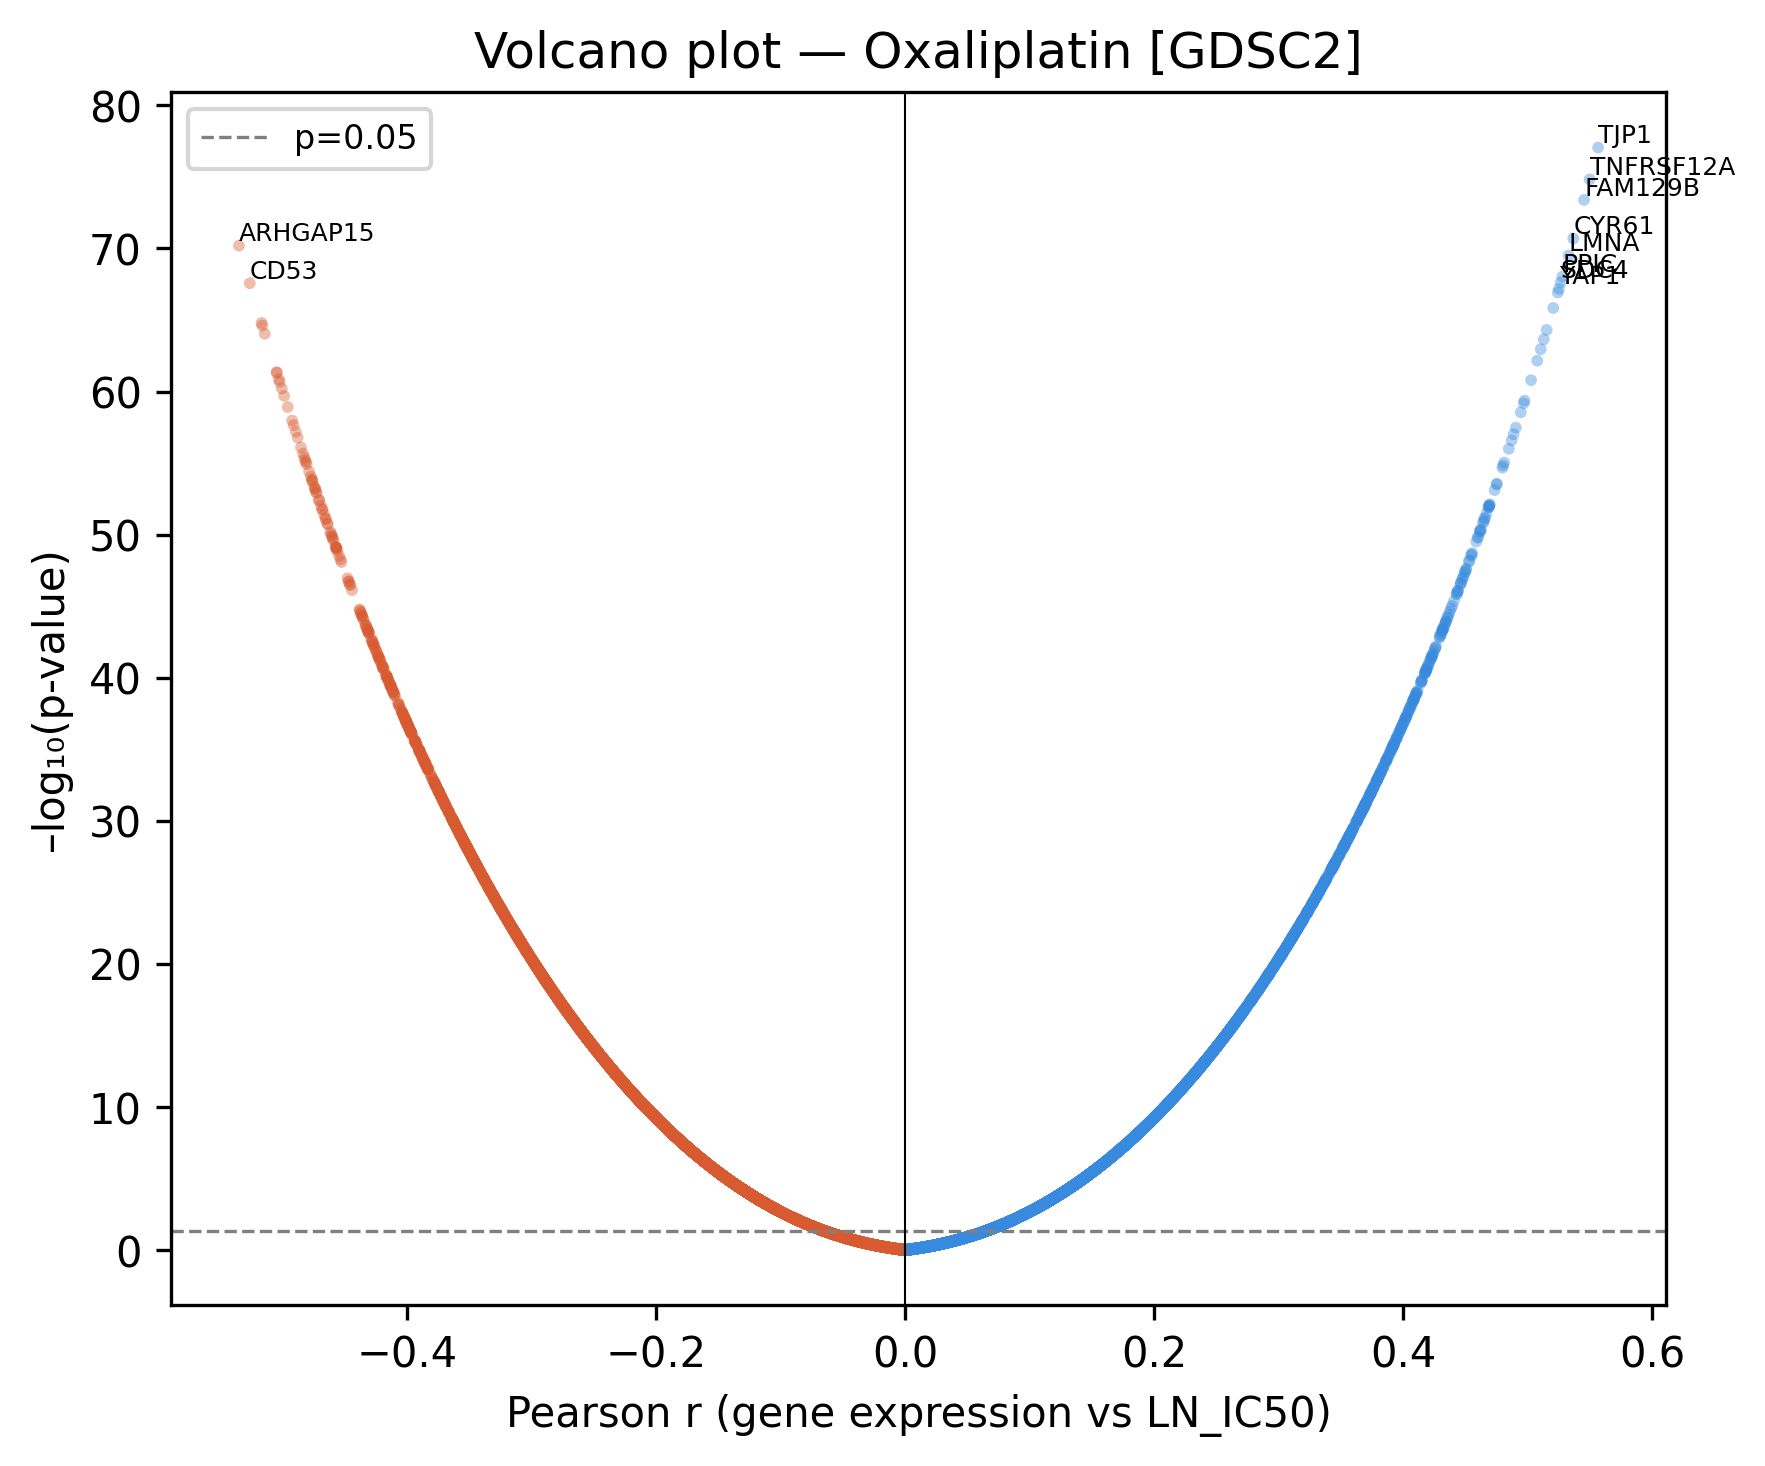 Volcano plot — Oxaliplatin [GDSC2]
p=0.05
80
70
60
50
40
30
20
10
0
–log₁₀(p-value)
TJP1
TNFRSF12A
FAM129B
CYR61
LMNA
PPIC
SDC4
YAP1
ARHGAP15
CD53
−0.4
−0.2
0.0
0.2
0.4
0.6
Pearson r (gene expression vs LN_IC50)